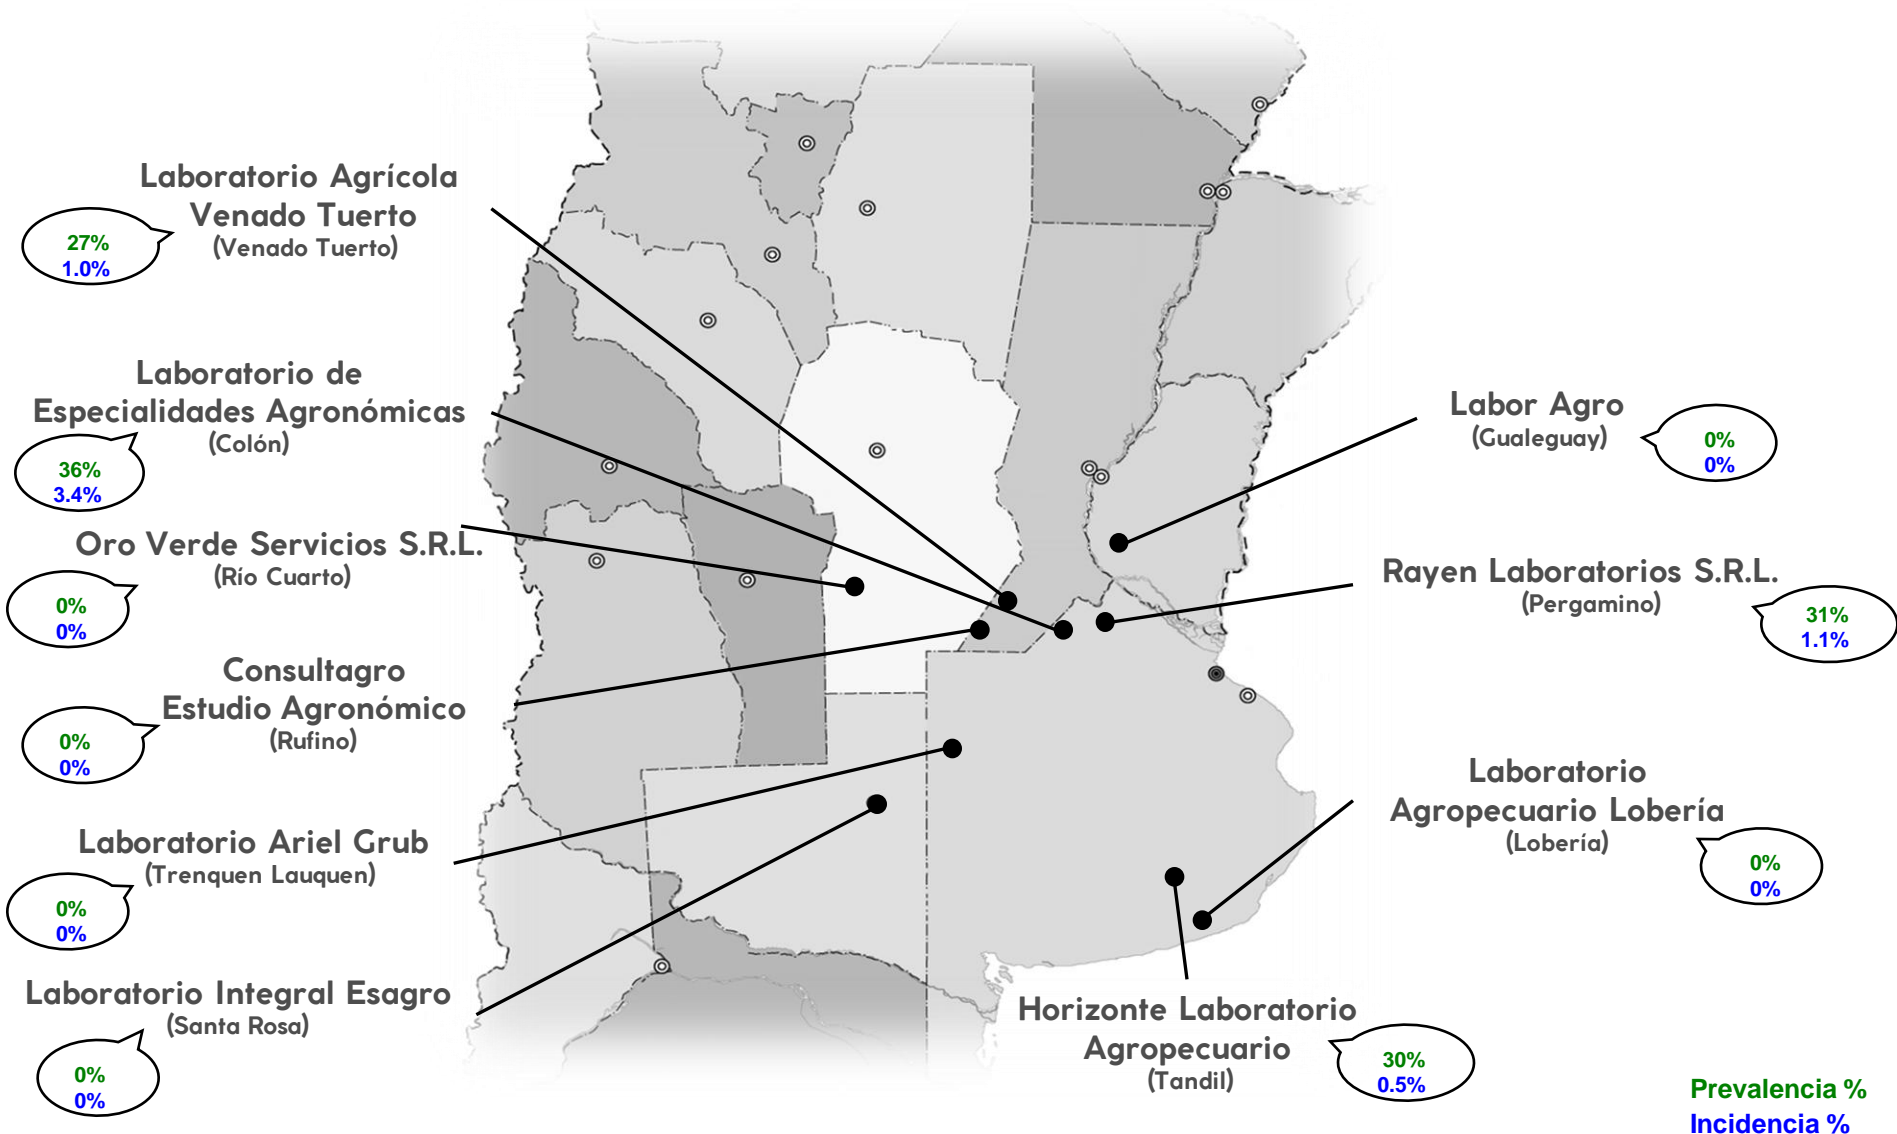 Laboratorio Agrícola
Venado Tuerto
(Venado Tuerto)
27%
1.0%
Laboratorio de
Especialidades Agronómicas
(Colón)
36%
3.4%
Oro Verde Servicios S.R.L.
(Río Cuarto)
0%
0%
Consultagro
Estudio Agronómico
(Rufino)
0%
0%
Laboratorio Ariel Grub
(Trenquen Lauquen)
0%
0%
Laboratorio Integral Esagro
(Santa Rosa)
0%
0%
Labor Agro
(Gualeguay)
0%
0%
Rayen Laboratorios S.R.L.
(Pergamino)
31%
1.1%
Laboratorio
Agropecuario Lobería
(Lobería)
0%
0%
Horizonte Laboratorio
Agropecuario
(Tandil)
30%
0.5%
Prevalencia %
Incidencia %